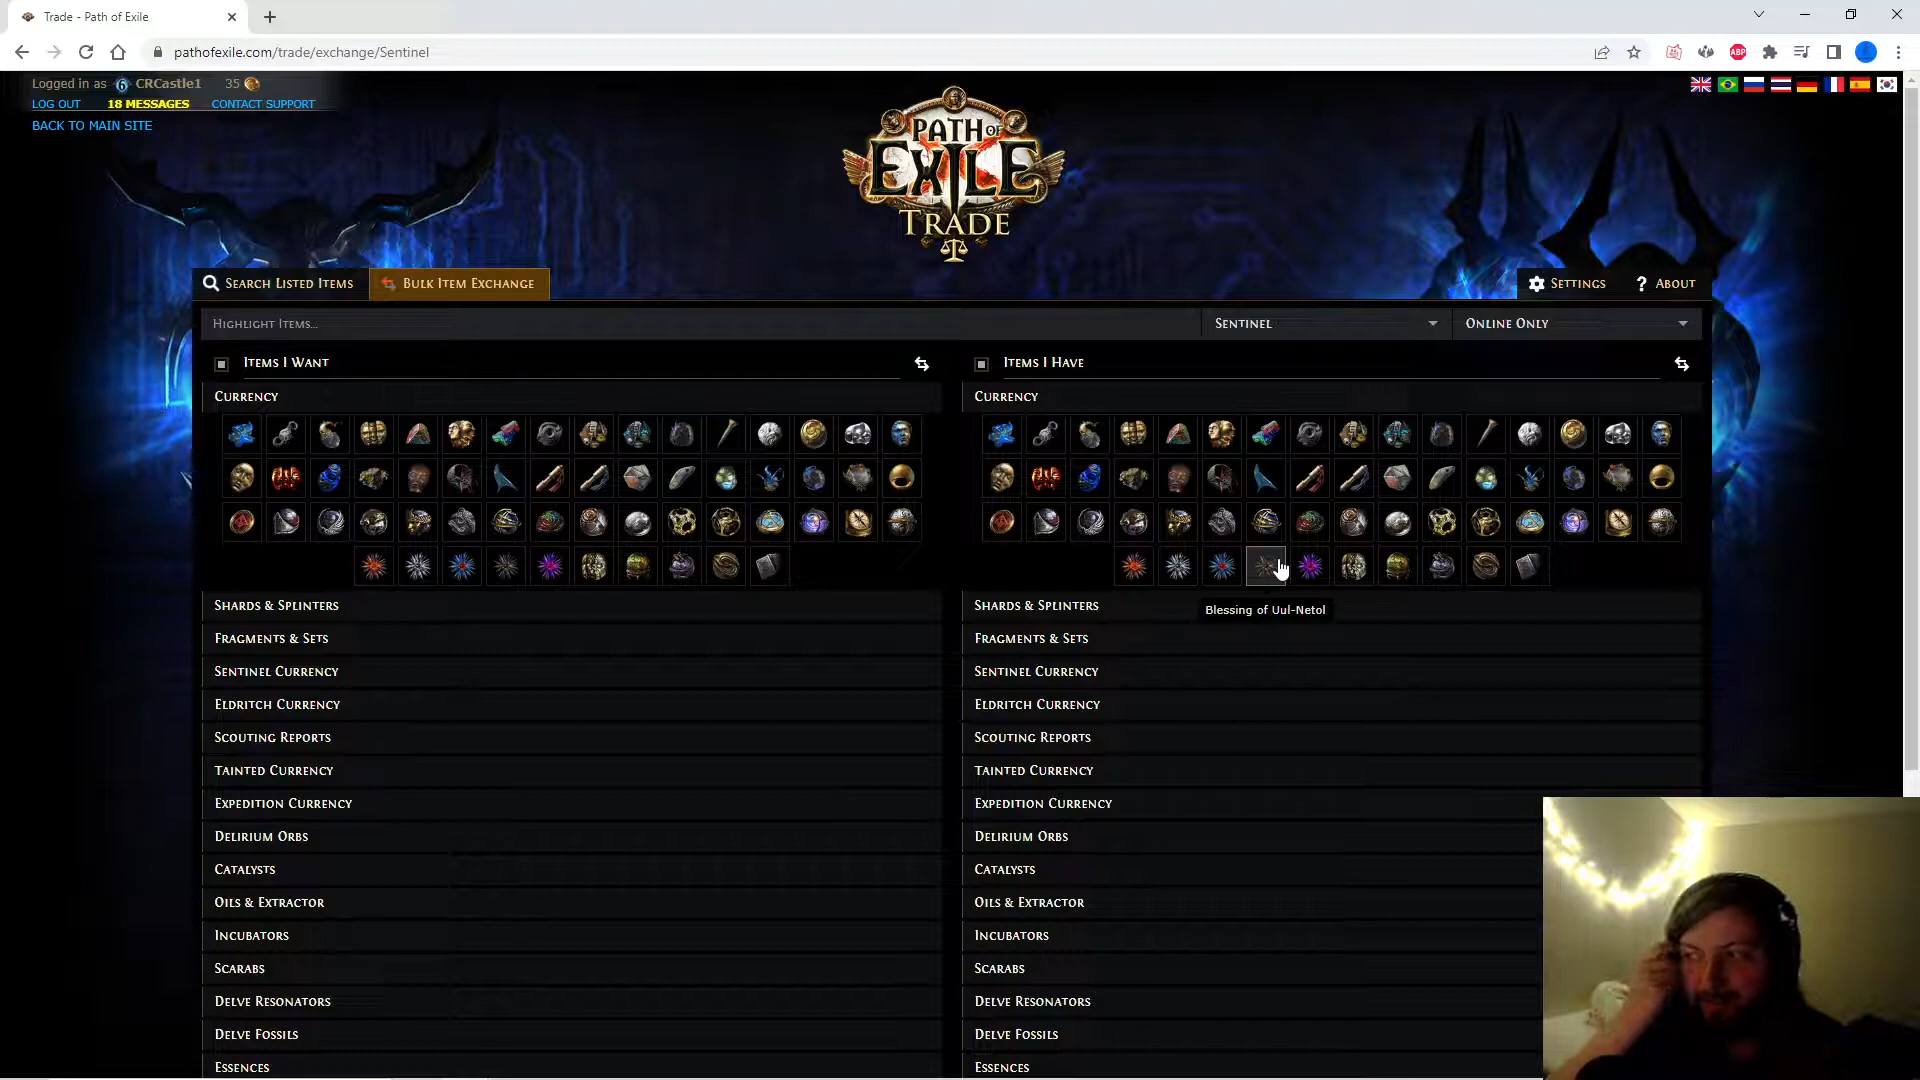 Trade - Path of Exile
pathofexile.com/trade/exchange/Sentinel
ABP
Logged in as CRCastle1 35
LOG OUT 18 MESSAGES CONTACT SUPPORT
BACK TO MAIN SITE
PATH OF
EXILE
TRADE
SEARCH LISTED ITEMS BULK ITEM EXCHANGE SETTINGS ? ABOUT
HIGHLIGHT ITEMS... SENTINEL ONLINE ONLY
ITEMS I WANT
CURRENCY
SHARDS & SPLINTERS
FRAGMENTS & SETS
SENTINEL CURRENCY
ELDRITCH CURRENCY
SCOUTING REPORTS
TAINTED CURRENCY
EXPEDITION CURRENCY
DELIRIUM ORBS
CATALYSTS
OILS & EXTRACTOR
INCUBATORS
SCARABS
DELVE RESONATORS
DELVE FOSSILS
ESSENCES
ITEMS I HAVE
CURRENCY
SHARDS & SPLINTERS
Blessing of Uul-Netol
FRAGMENTS & SETS
SENTINEL CURRENCY
ELDRITCH CURRENCY
SCOUTING REPORTS
TAINTED CURRENCY
EXPEDITION CURRENCY
DELIRIUM ORBS
CATALYSTS
OILS & EXTRACTOR
INCUBATORS
SCARABS
DELVE RESONATORS
DELVE FOSSILS
ESSENCES